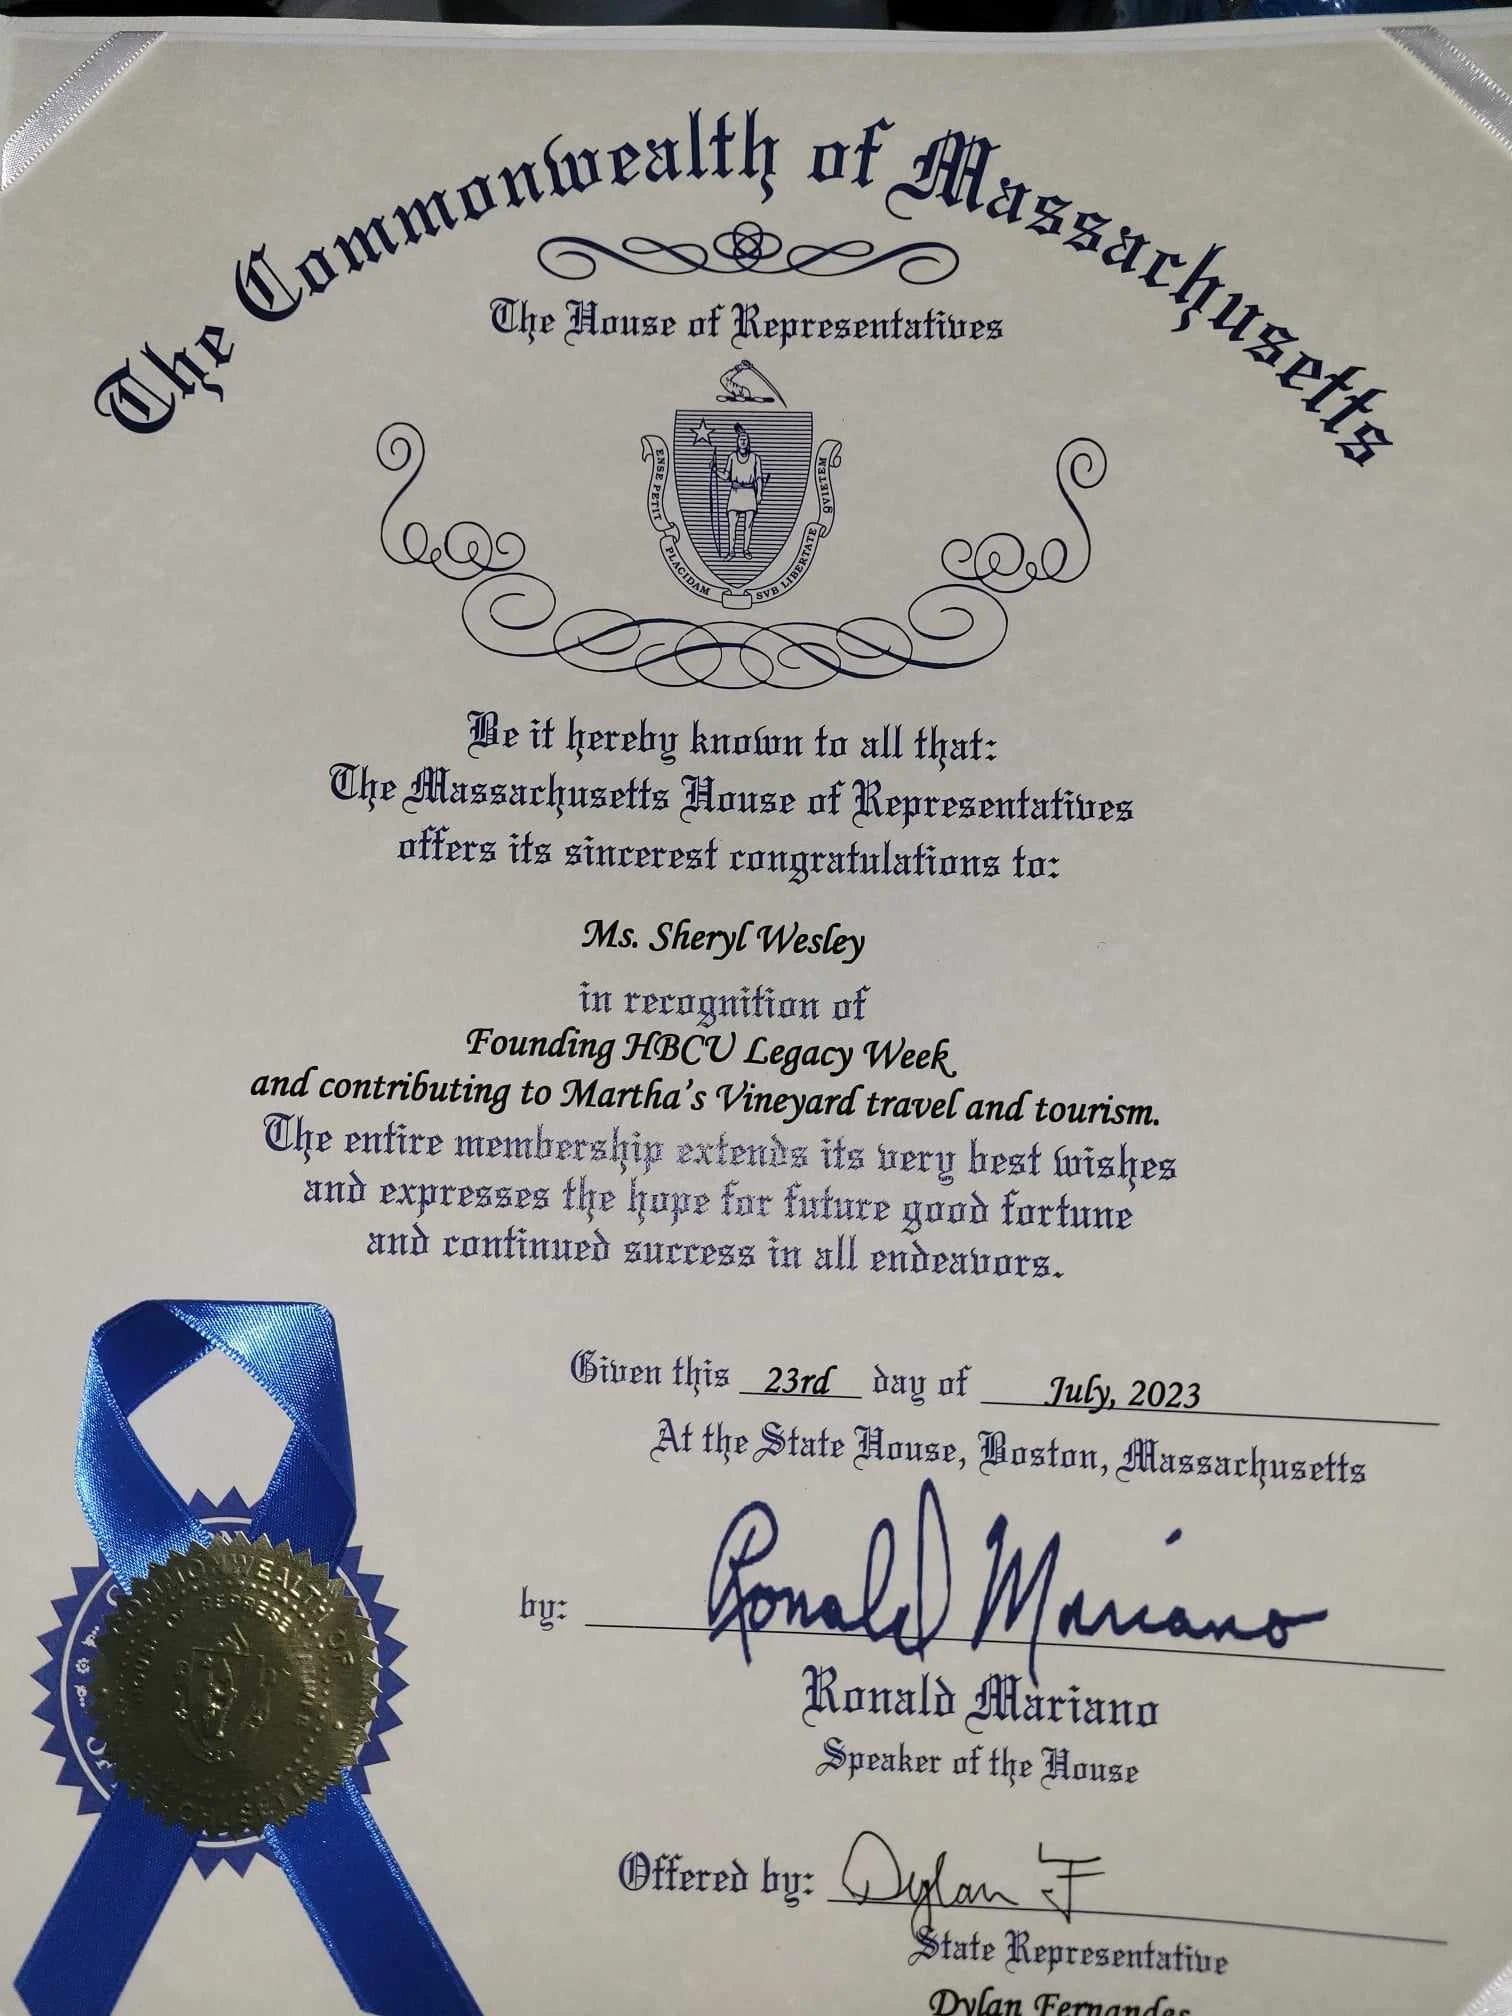 The Commonwealth of Massachusetts
The House of Representatives
ENSE PETIT PLACIDAM SVB LIBERTATE QVIETEM
Be it hereby known to all that:
The Massachusetts House of Representatives
offers its sincerest congratulations to:
Ms. Sheryl Wesley
in recognition of
Founding HBCU Legacy Week
and contributing to Martha's Vineyard travel and tourism.
The entire membership extends its very best wishes
and expresses the hope for future good fortune
and continued success in all endeavors.
Given this 23rd day of July, 2023
At the State House, Boston, Massachusetts
by: Ronald Mariano
Ronald Mariano
Speaker of the House
Offered by: Dylan F
State Representative
Dylan Fernandes
COMMONWEALTH OF
HOUSE OF REPRESENTATIVES